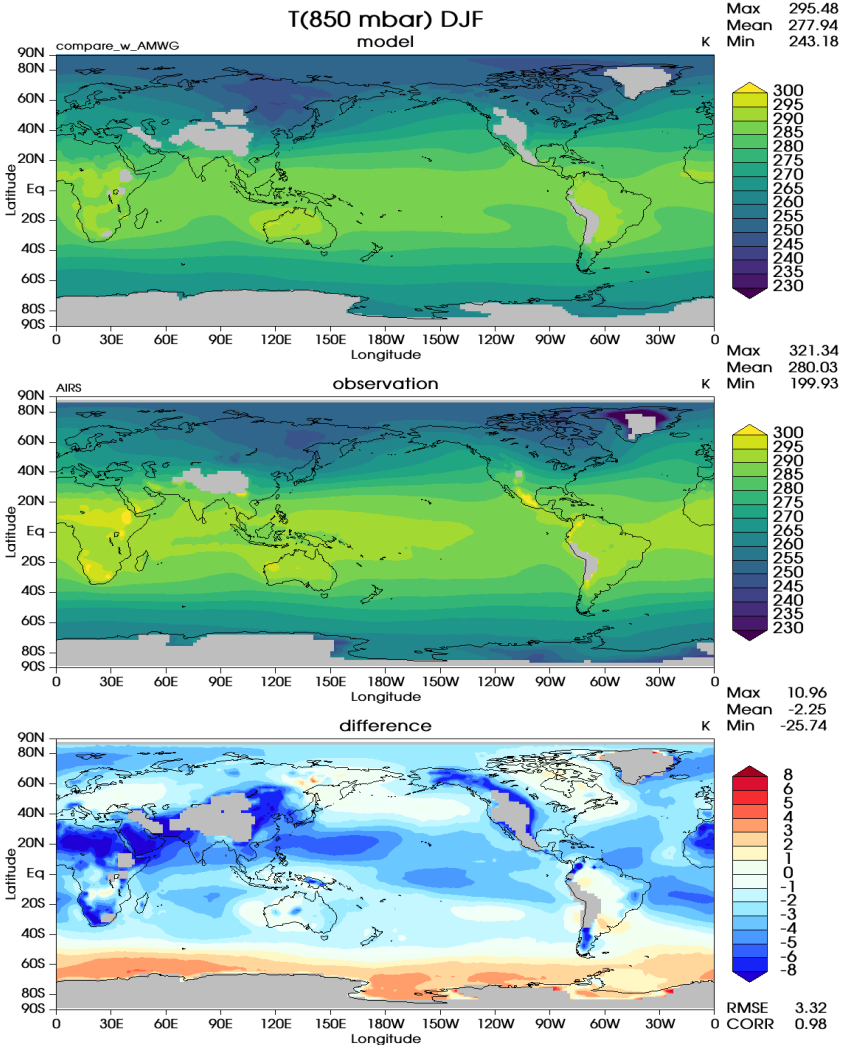 T(850 mbar) DJF
Max 295.48
Mean 277.94
Min 243.18
compare_w_AMWG model K
90N
80N
60N
40N
20N
Eq
20S
40S
60S
80S
90S
Latitude
0 30E 60E 90E 120E 150E 180W 150W 120W 90W 60W 30W 0
Longitude
300
295
290
285
280
275
270
265
260
255
250
245
240
235
230
Max 321.34
Mean 280.03
Min 199.93
AIRS observation K
90N
80N
60N
40N
20N
Eq
20S
40S
60S
80S
90S
Latitude
0 30E 60E 90E 120E 150E 180W 150W 120W 90W 60W 30W 0
Longitude
300
295
290
285
280
275
270
265
260
255
250
245
240
235
230
Max 10.96
Mean -2.25
Min -25.74
difference K
90N
80N
60N
40N
20N
Eq
20S
40S
60S
80S
90S
Latitude
0 30E 60E 90E 120E 150E 180W 150W 120W 90W 60W 30W 0
Longitude
8
6
5
4
3
2
1
0
-1
-2
-3
-4
-5
-6
-8
RMSE 3.32
CORR 0.98